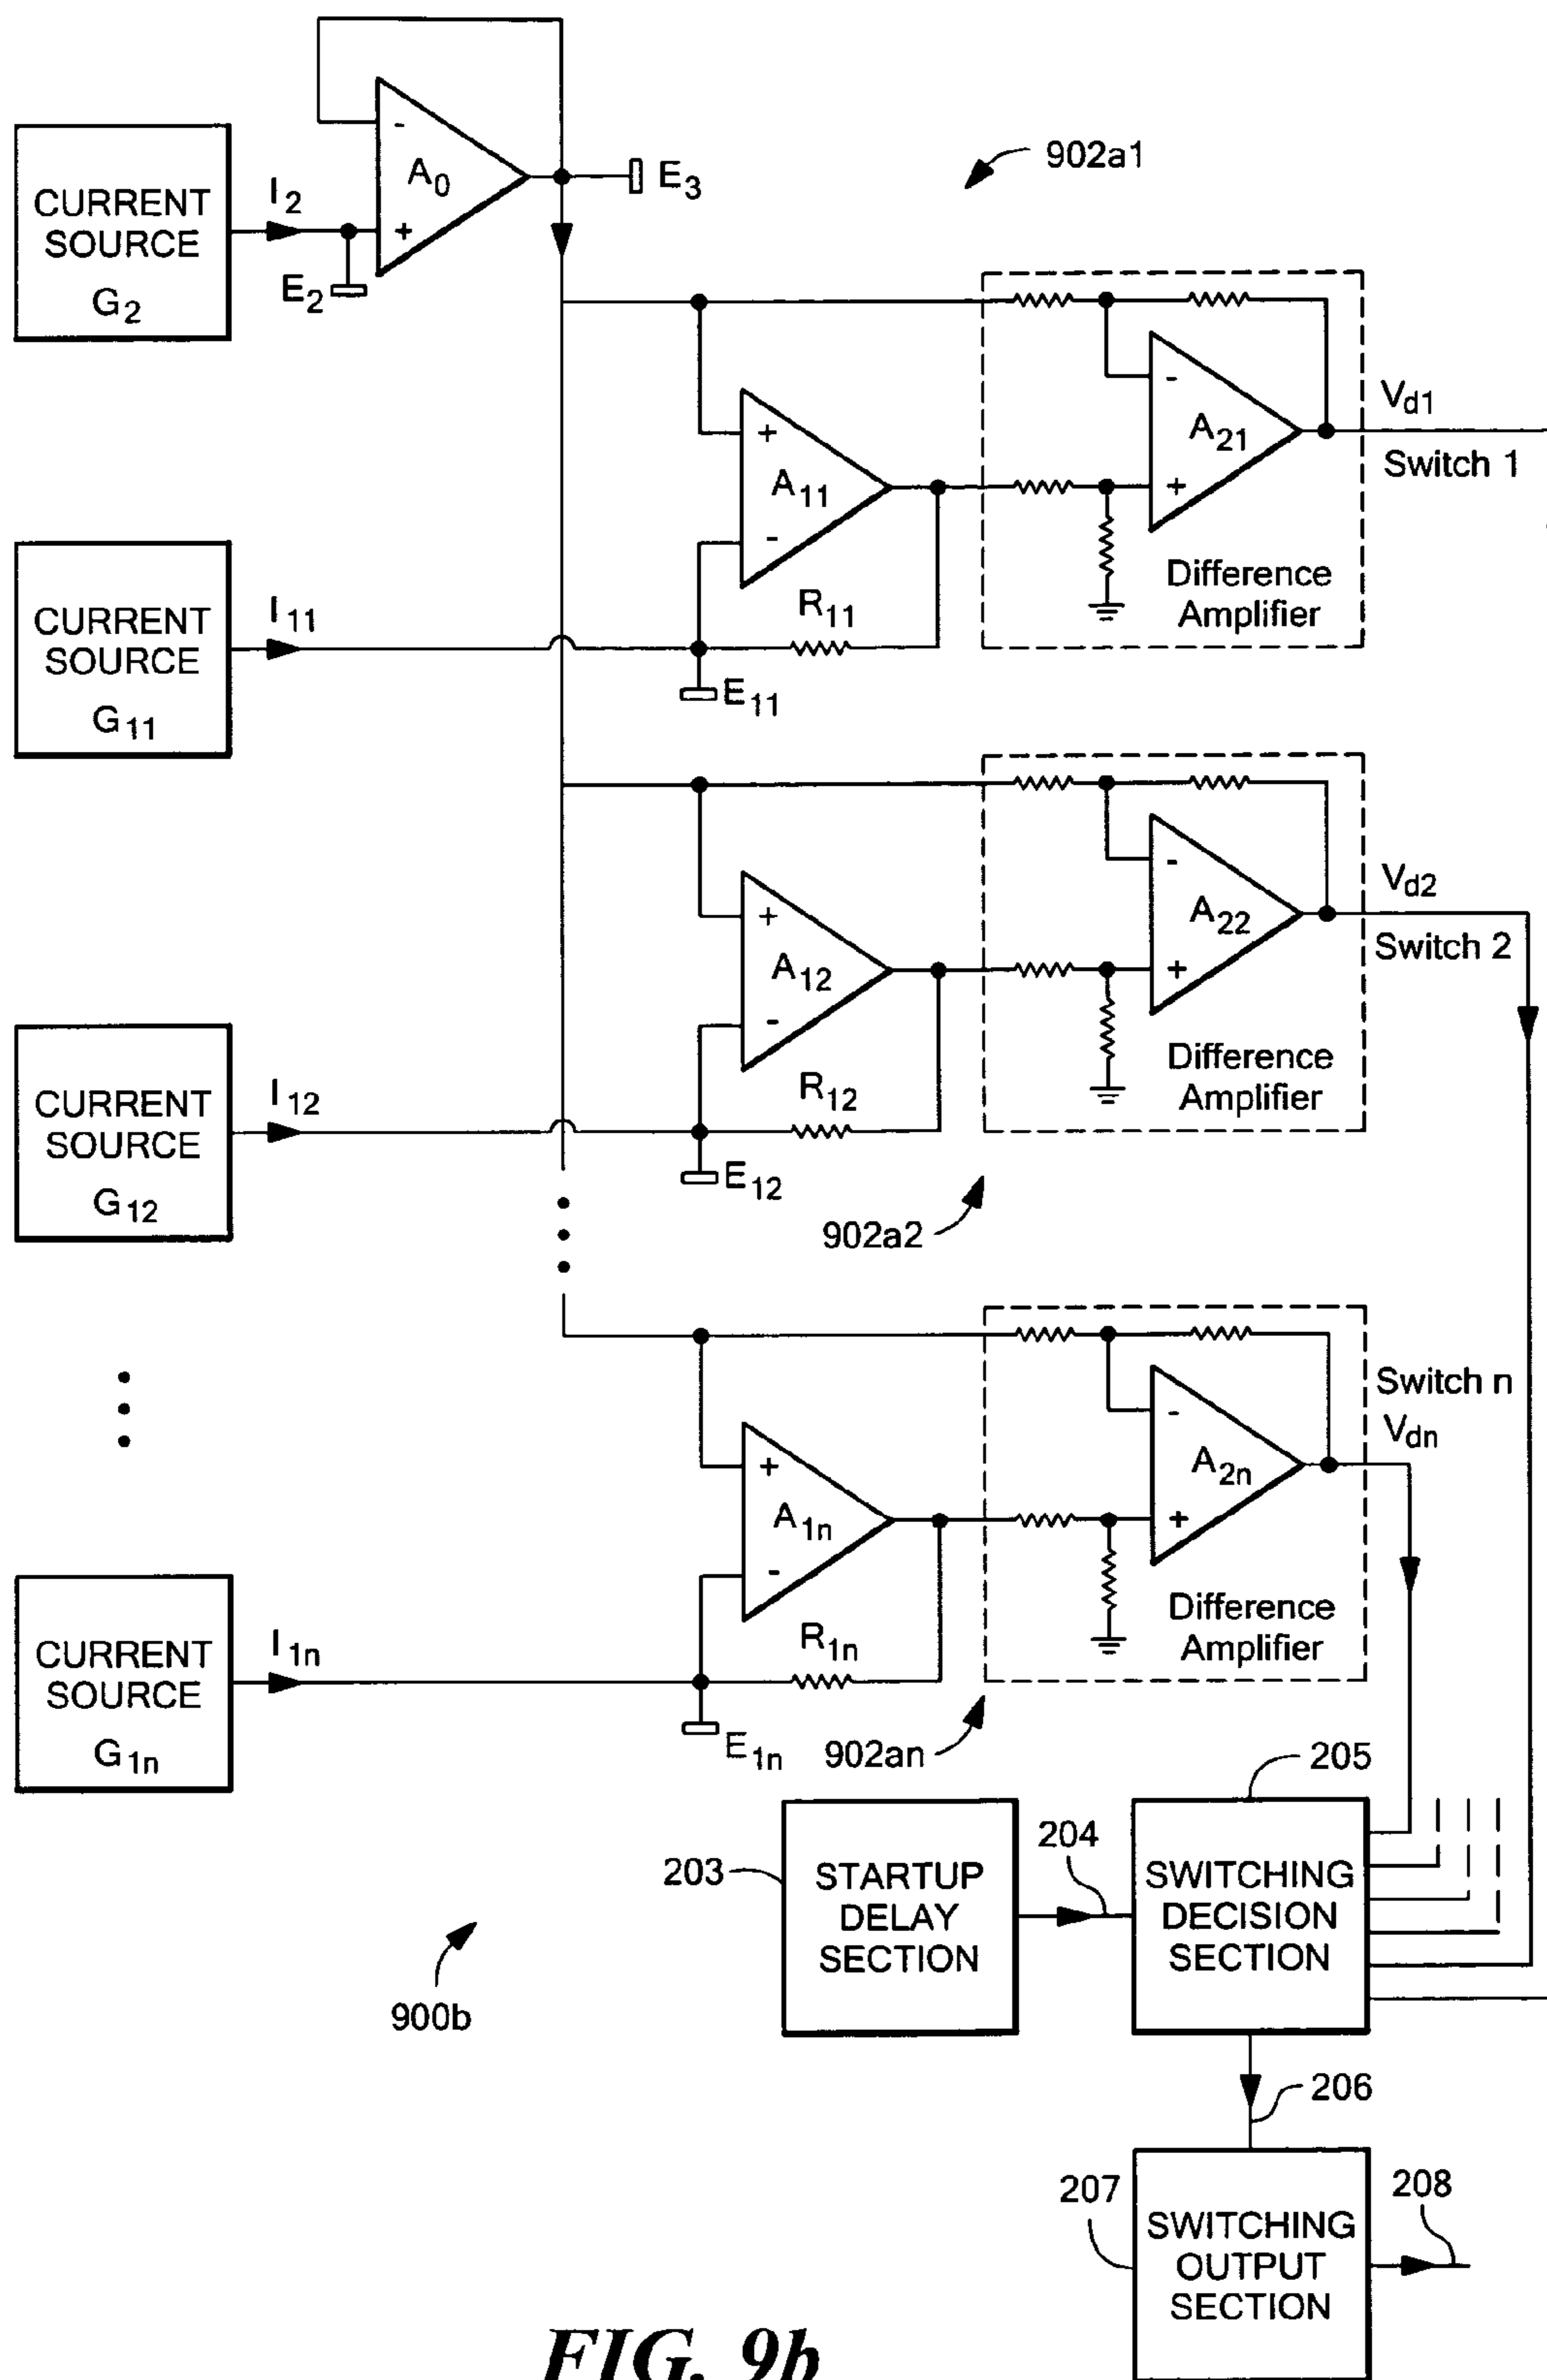 902a1
CURRENT
SOURCE
G2
I2
E2
-
A0
+
E3
CURRENT
SOURCE
G11
I11
+
A11
-
R11
E11
-
A21
+
Difference
Amplifier
Vd1
Switch 1
CURRENT
SOURCE
G12
I12
+
A12
-
R12
E12
-
A22
+
Difference
Amplifier
Vd2
Switch 2
902a2
CURRENT
SOURCE
G1n
I1n
+
A1n
-
R1n
E1n
-
A2n
+
Difference
Amplifier
Switch n
Vdn
902an
205
203
STARTUP
DELAY
SECTION
204
SWITCHING
DECISION
SECTION
900b
206
207
SWITCHING
OUTPUT
SECTION
208
FIG. 9b